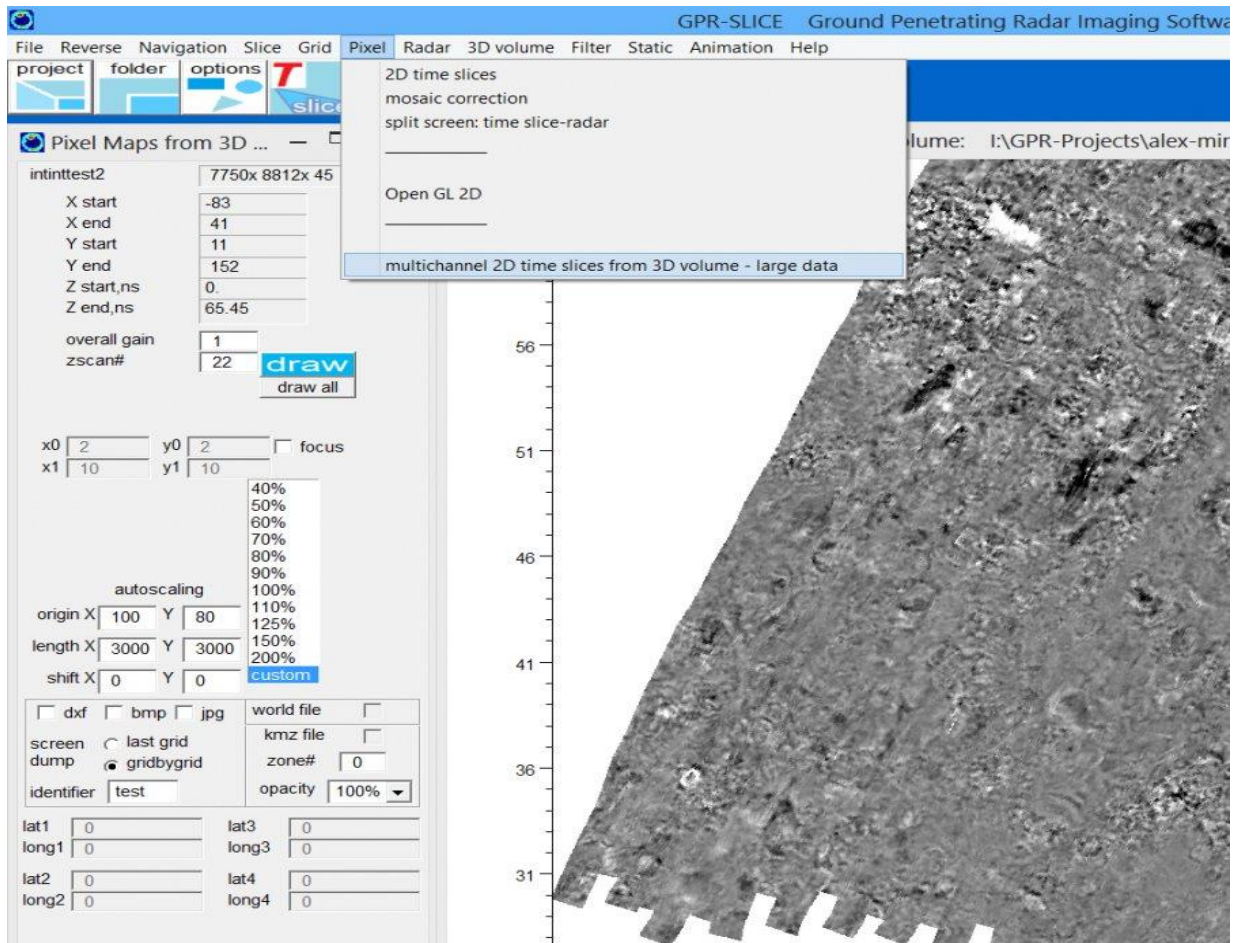 GPR-SLICE Ground Penetrating Radar Imaging Softwa
File Reverse Navigation Slice Grid Pixel Radar 3D volume Filter Static Animation Help
project folder options T slice
2D time slices
mosaic correction
split screen: time slice-radar
Open GL 2D
multichannel 2D time slices from 3D volume - large data
Pixel Maps from 3D ...
olume: I:\GPR-Projects\alex-mir
intinttest2 7750x 8812x 45
X start -83
X end 41
Y start 11
Y end 152
Z start,ns 0.
Z end,ns 65.45
overall gain 1
zscan# 22 draw
draw all
x0 2 y0 2 focus
x1 10 y1 10
40%
50%
60%
70%
80%
90%
100%
110%
125%
150%
200%
custom
autoscaling
origin X 100 Y 80
length X 3000 Y 3000
shift X 0 Y 0
dxf bmp jpg world file
kmz file
screen dump last grid
gridbygrid zone# 0
identifier test opacity 100%
lat1 0 lat3 0
long1 0 long3 0
lat2 0 lat4 0
long2 0 long4 0
56
51
46
41
36
31